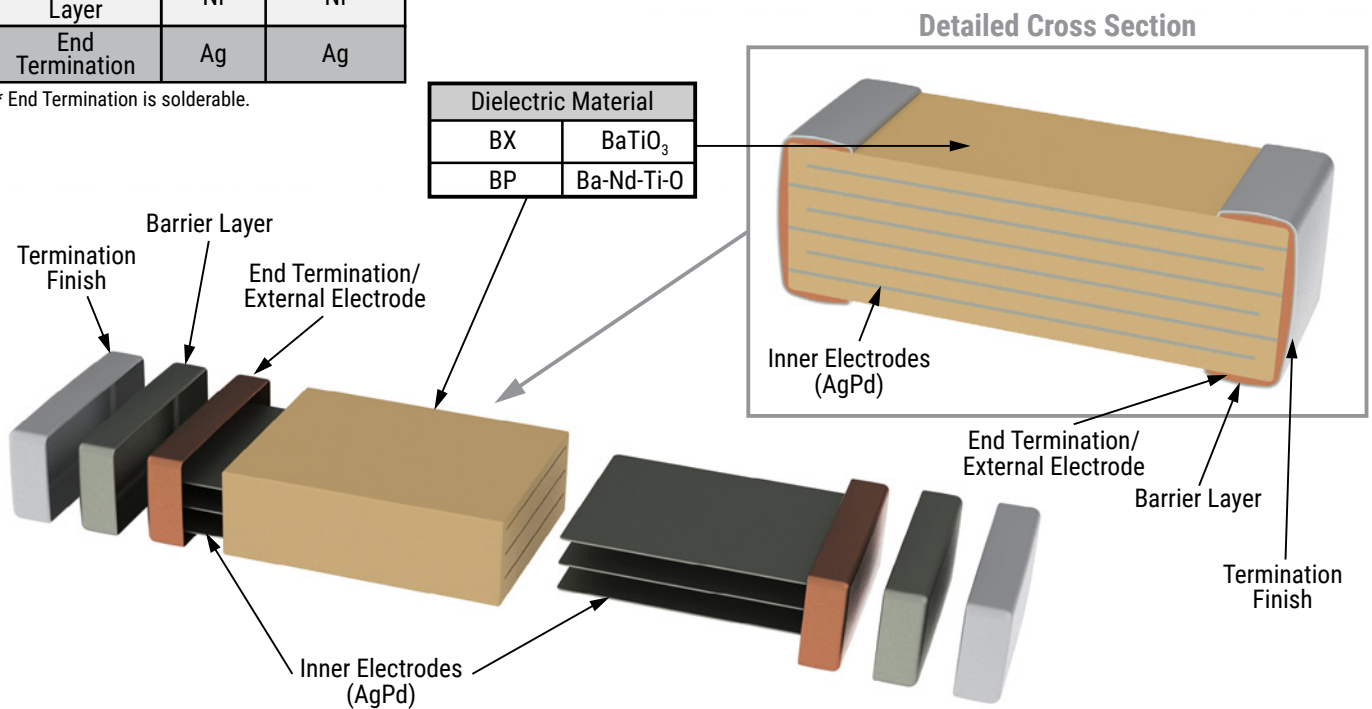 Layer
Ni
Ni
End
Termination
Ag
Ag
* End Termination is solderable.
Detailed Cross Section
Dielectric Material
BX
BaTiO₃
BP
Ba-Nd-Ti-O
Barrier Layer
Termination
Finish
End Termination/
External Electrode
Inner Electrodes
(AgPd)
End Termination/
External Electrode
Barrier Layer
Termination
Finish
Inner Electrodes
(AgPd)